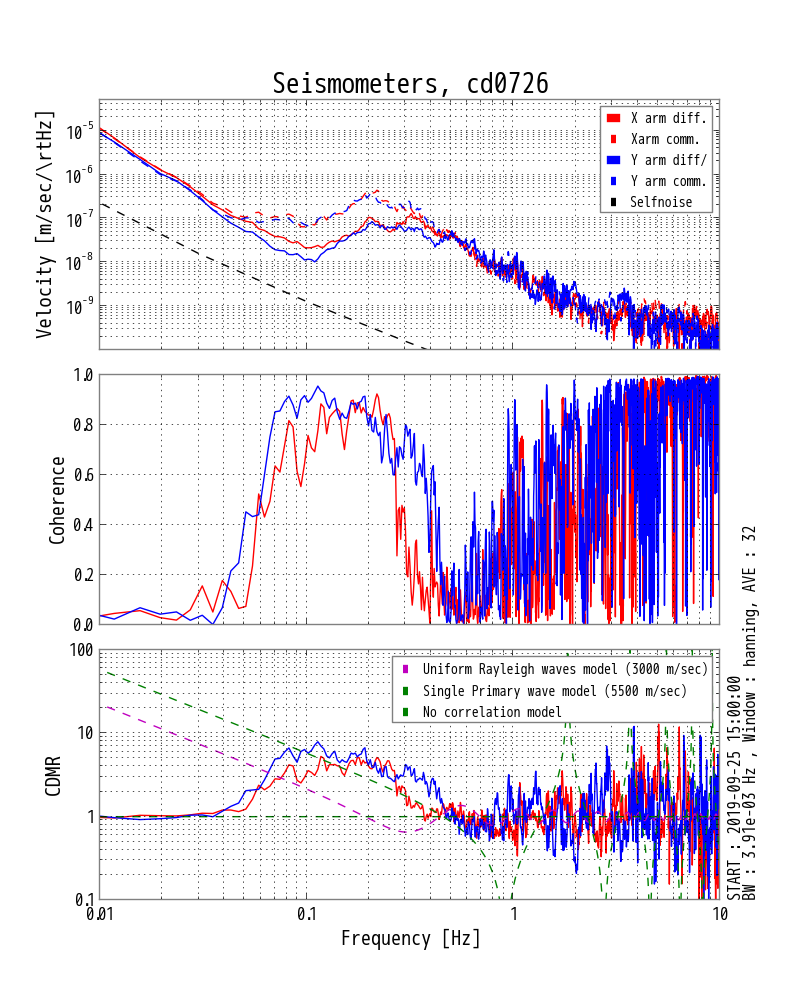 Seismometers, cd0726
Velocity [m/sec/\rtHz]
10^-5
10^-6
10^-7
10^-8
10^-9
X arm diff.
Xarm comm.
Y arm diff/
Y arm comm.
Selfnoise
Coherence
1.0
0.8
0.6
0.4
0.2
0.0
CDMR
100
10
1
0.1
Uniform Rayleigh waves model (3000 m/sec)
Single Primary wave model (5500 m/sec)
No correlation model
0.01
0.1
1
10
Frequency [Hz]
START : 2019-09-25 15:00:00
BW : 3.91e-03 Hz , Window : hanning, AVE : 32